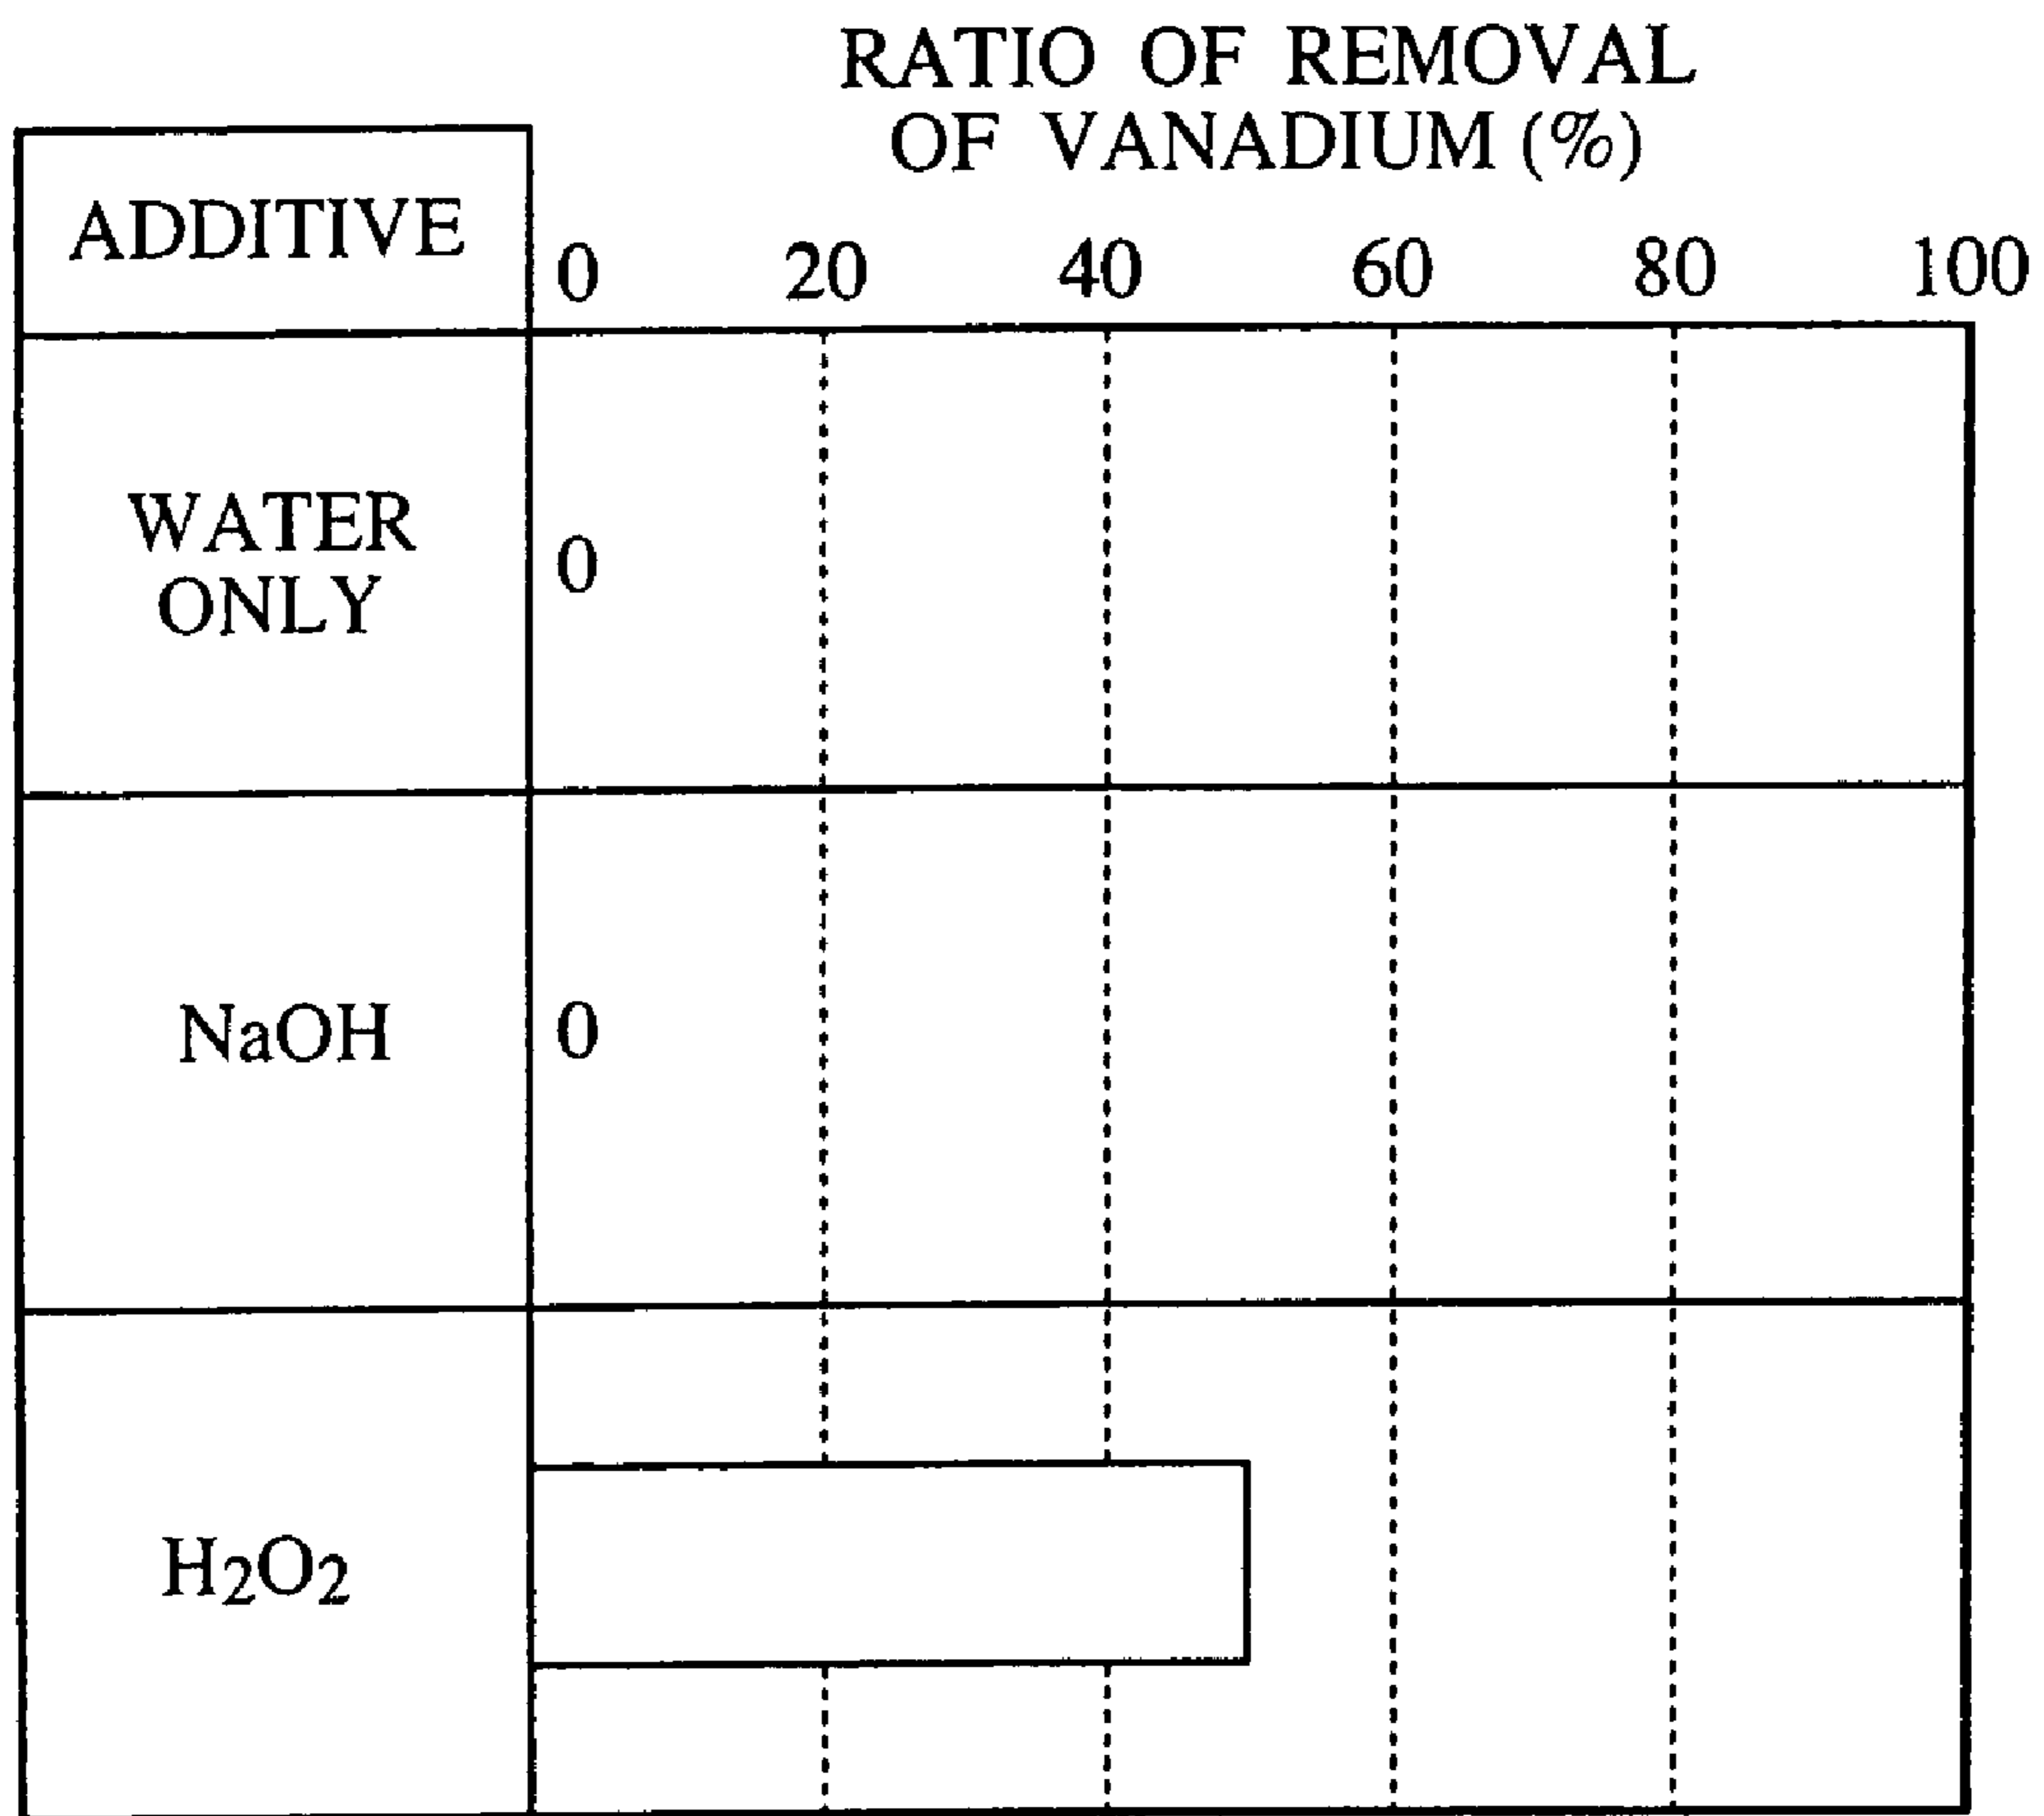 RATIO OF REMOVAL
OF VANADIUM (%)
ADDITIVE
0 20 40 60 80 100
WATER
ONLY
0
NaOH
0
H2O2